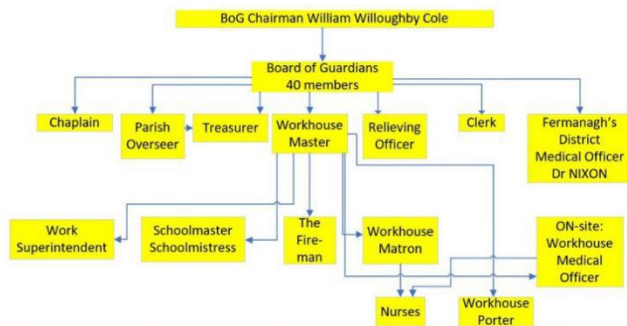 BoG Chairman William Willoughby Cole
Board of Guardians
40 members
Chaplain
Parish
Overseer
Treasurer
Workhouse
Master
Relieving
Officer
Clerk
Fermanagh's
District
Medical Officer
Dr NIXON
Work
Superintendent
Schoolmaster
Schoolmistress
The
Fire-
man
Workhouse
Matron
ON-site:
Workhouse
Medical
Officer
Nurses
Workhouse
Porter